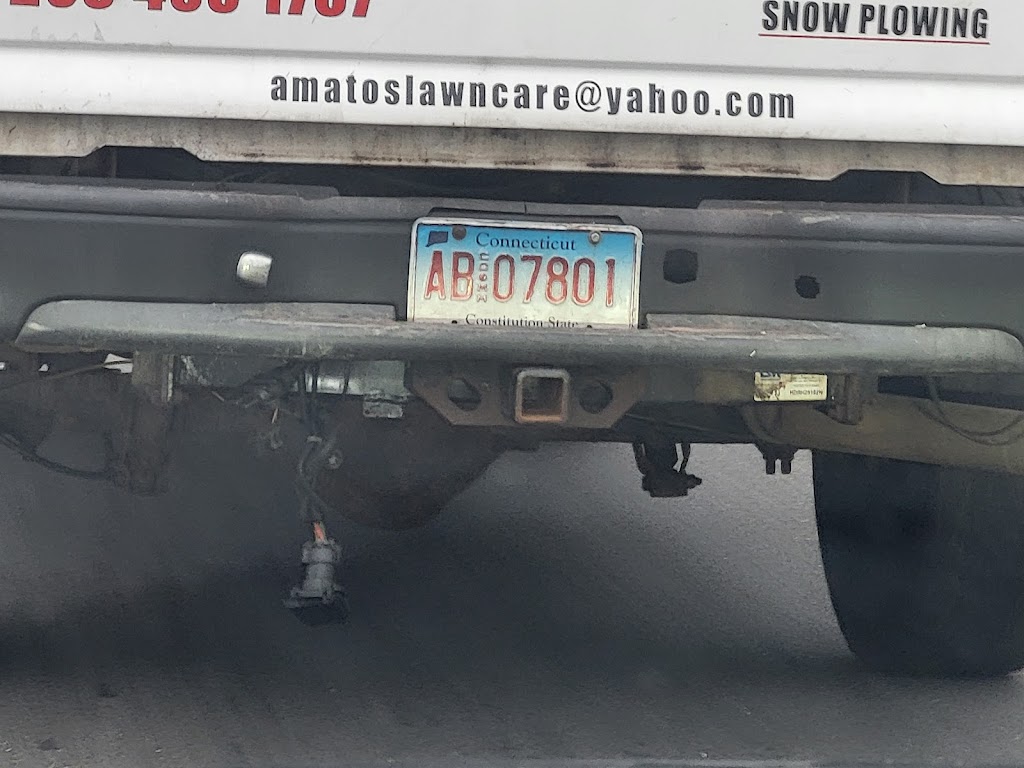 SNOW PLOWING
amatoslawncare@yahoo.com
Connecticut
AB 07801
Constitution State